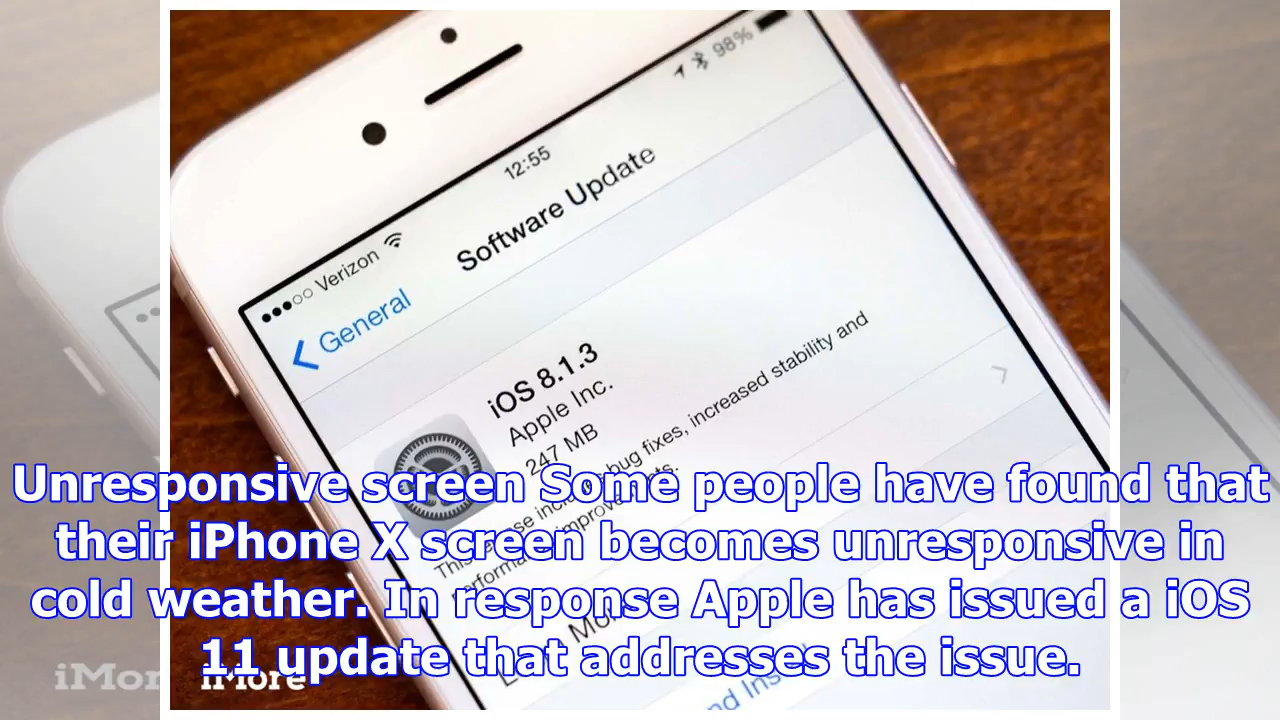 98%
12:55
Verizon
Software Update
General
iOS 8.1.3
Apple Inc.
247 MB
bug fixes, increased stability and
Unresponsive screen Some people have found that
their iPhone X screen becomes unresponsive in
cold weather. In response Apple has issued a iOS
11 update that addresses the issue.
iMore